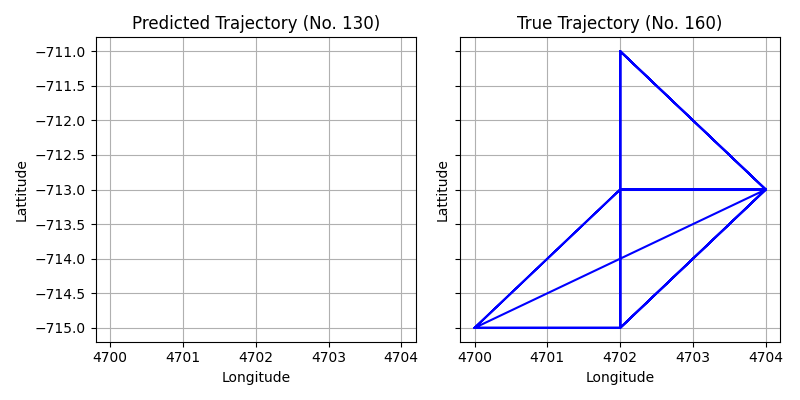 Predicted Trajectory (No. 130)
True Trajectory (No. 160)
−711.0
−711.5
−712.0
−712.5
−713.0
−713.5
−714.0
−714.5
−715.0
Lattitude
Lattitude
4700 4701 4702 4703 4704
4700 4701 4702 4703 4704
Longitude
Longitude